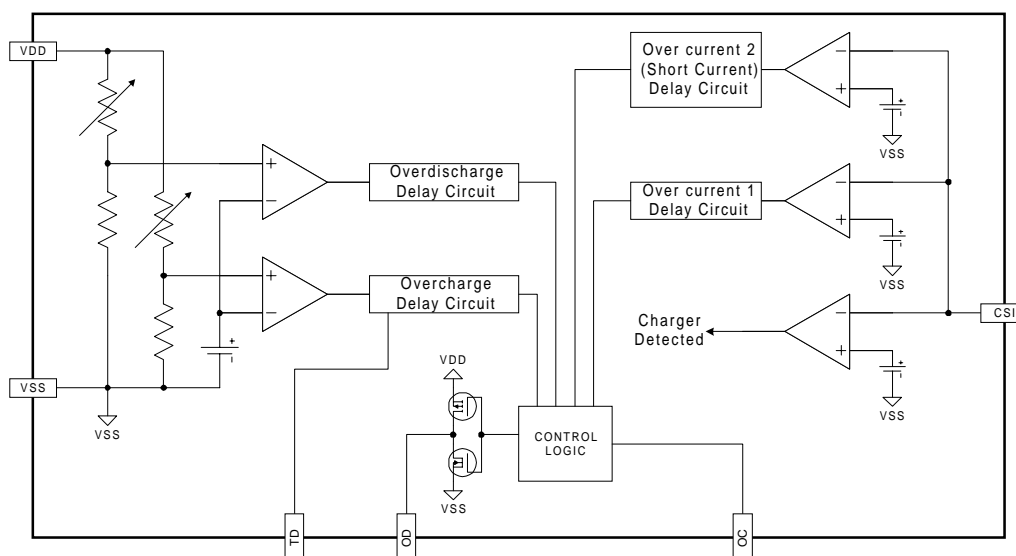 VDD
Over current 2
(Short Current)
Delay Circuit
−
+
+
-
VSS
+
−
Overdischarge
Delay Circuit
Over current 1
Delay Circuit
−
+
+
-
VSS
+
−
Overcharge
Delay Circuit
-
Charger
Detected
−
+
+
-
VSS
CSI
VSS
VSS
VDD
CONTROL
LOGIC
VSS
TD
OD
OC